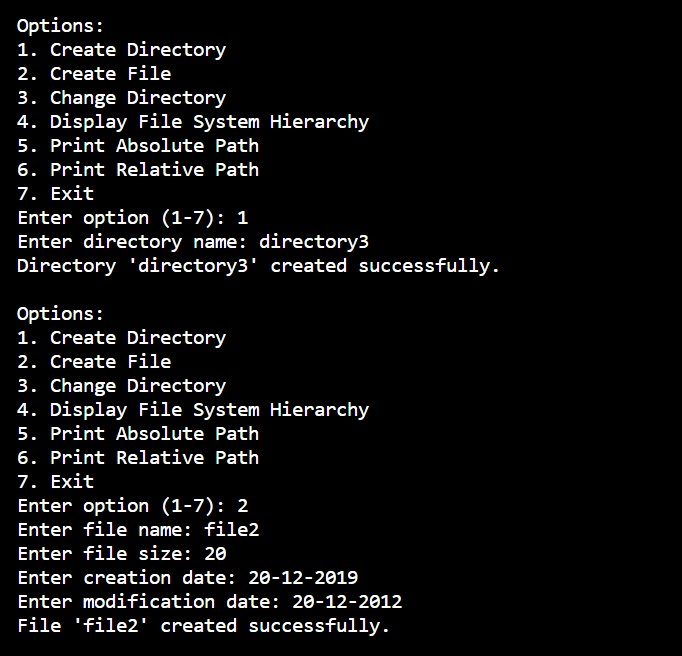 Options:
1. Create Directory
2. Create File
3. Change Directory
4. Display File System Hierarchy
5. Print Absolute Path
6. Print Relative Path
7. Exit
Enter option (1-7): 1
Enter directory name: directory3
Directory 'directory3' created successfully.
Options:
1. Create Directory
2. Create File
3. Change Directory
4. Display File System Hierarchy
5. Print Absolute Path
6. Print Relative Path
7. Exit
Enter option (1-7): 2
Enter file name: file2
Enter file size: 20
Enter creation date: 20-12-2019
Enter modification date: 20-12-2012
File 'file2' created successfully.